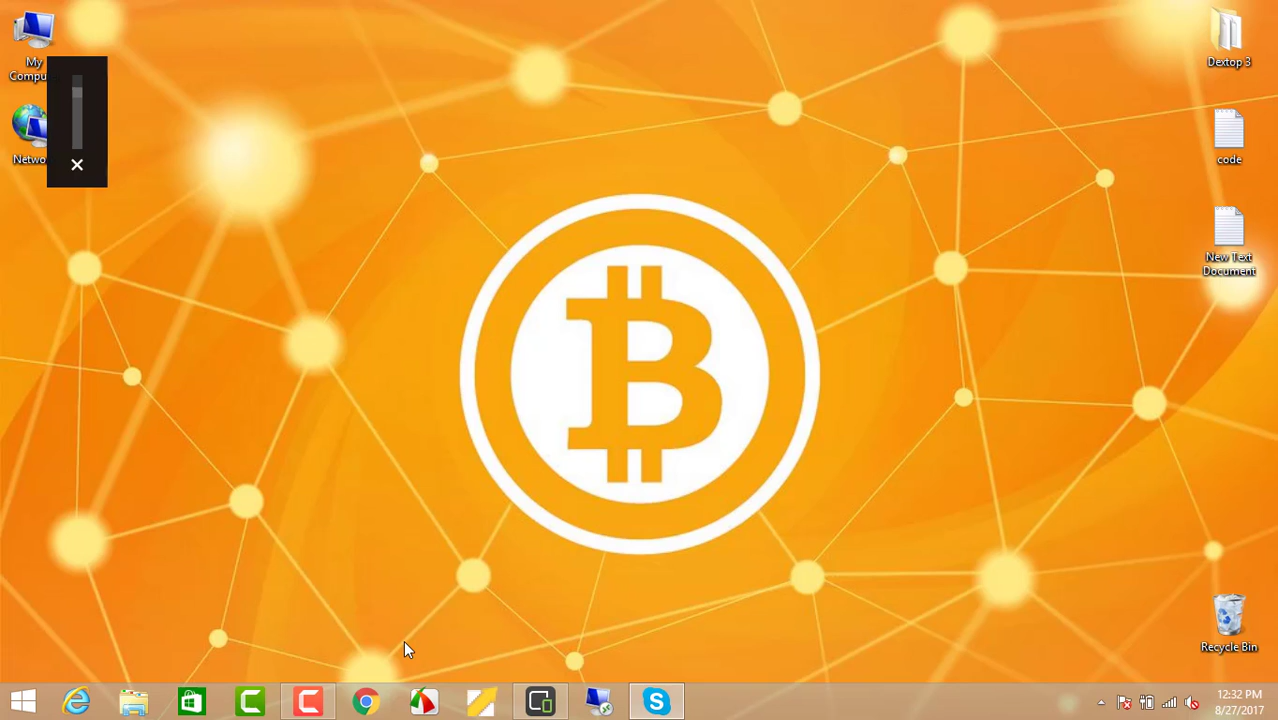 My
Compu
Netwo
Dextop 3
code
New Text
Document
Recycle Bin
12:32 PM
8/27/2017